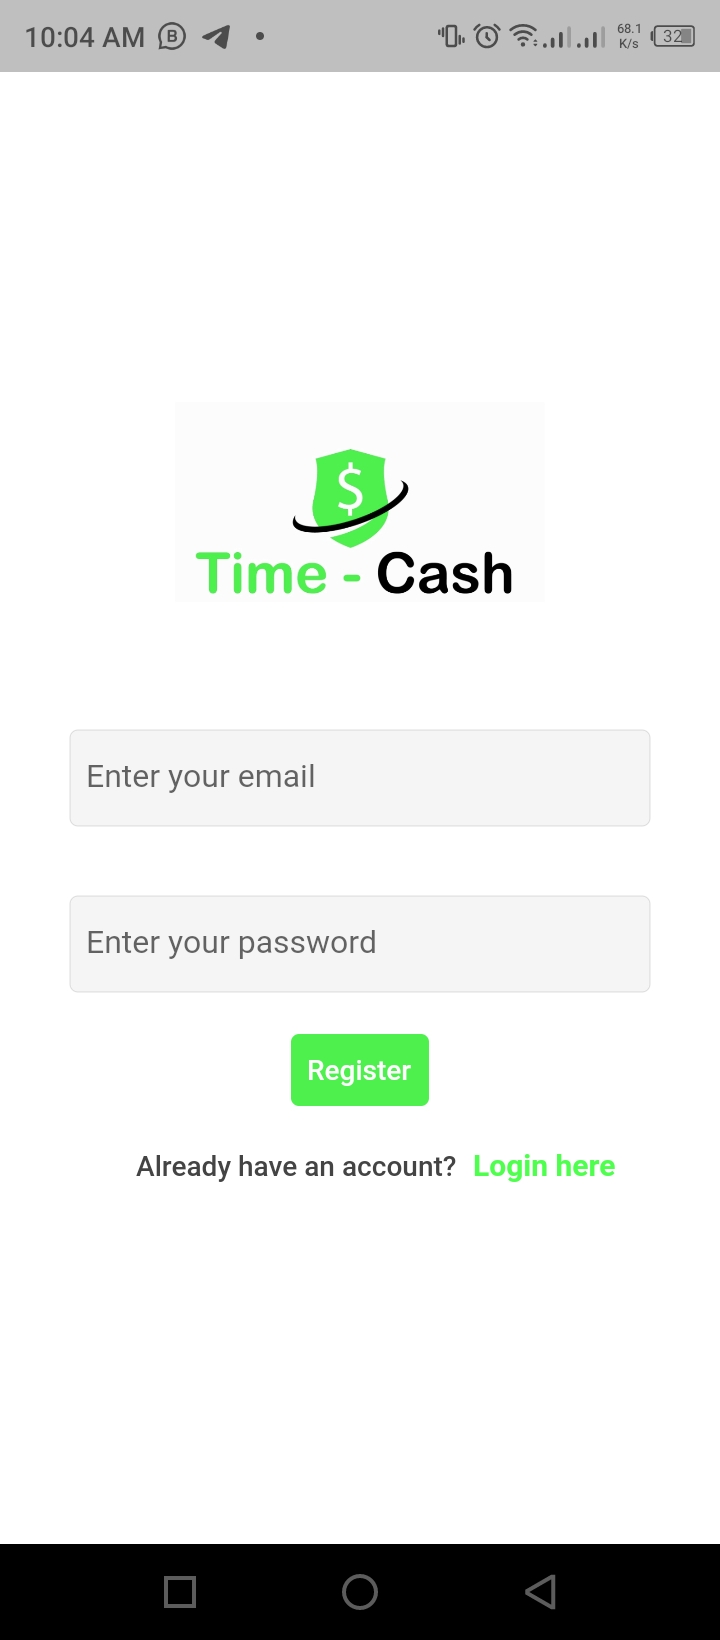 10:04 AM B 68.1 K/s 32
$
Time - Cash
Enter your email
Enter your password
Register
Already have an account? Login here